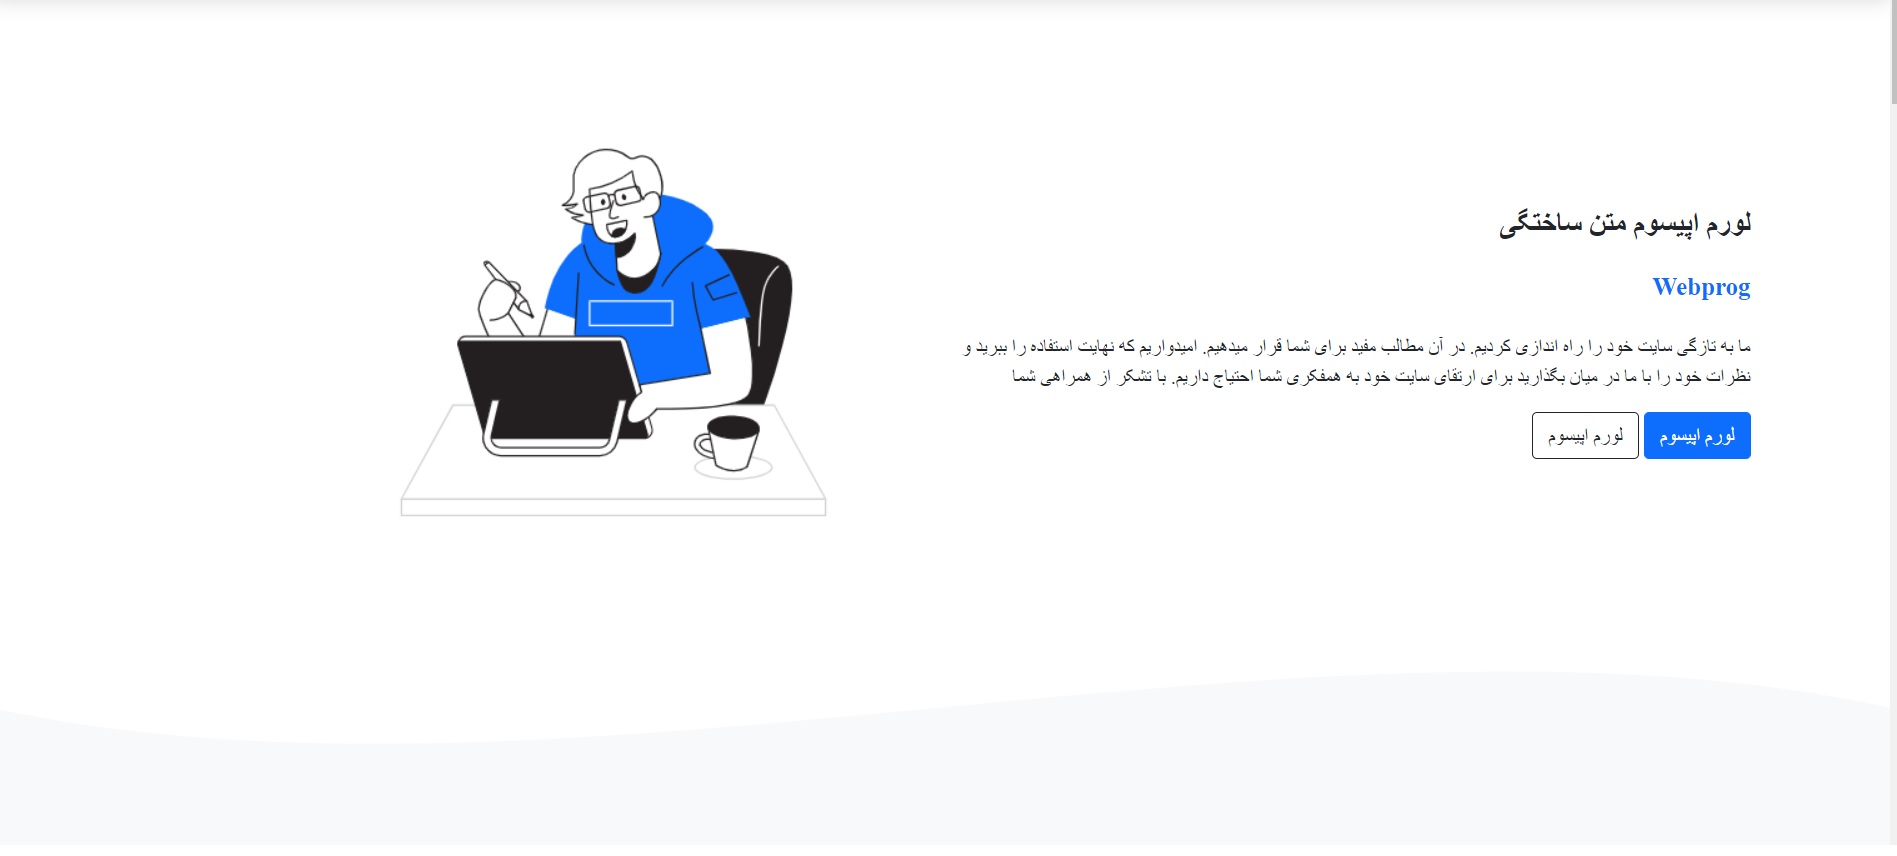 لورم اپیسوم متن ساختگی
Webprog
ما به تازگی سایت خود را راه اندازی کردیم. در آن مطالب مفید برای شما قرار میدهیم. امیدواریم که نهایت استفاده را ببرید و
نظرات خود را با ما در میان بگذارید برای ارتقای سایت خود به همفکری شما احتیاج داریم. با تشکر از همراهی شما
لورم اپیسوم
لورم اپیسوم